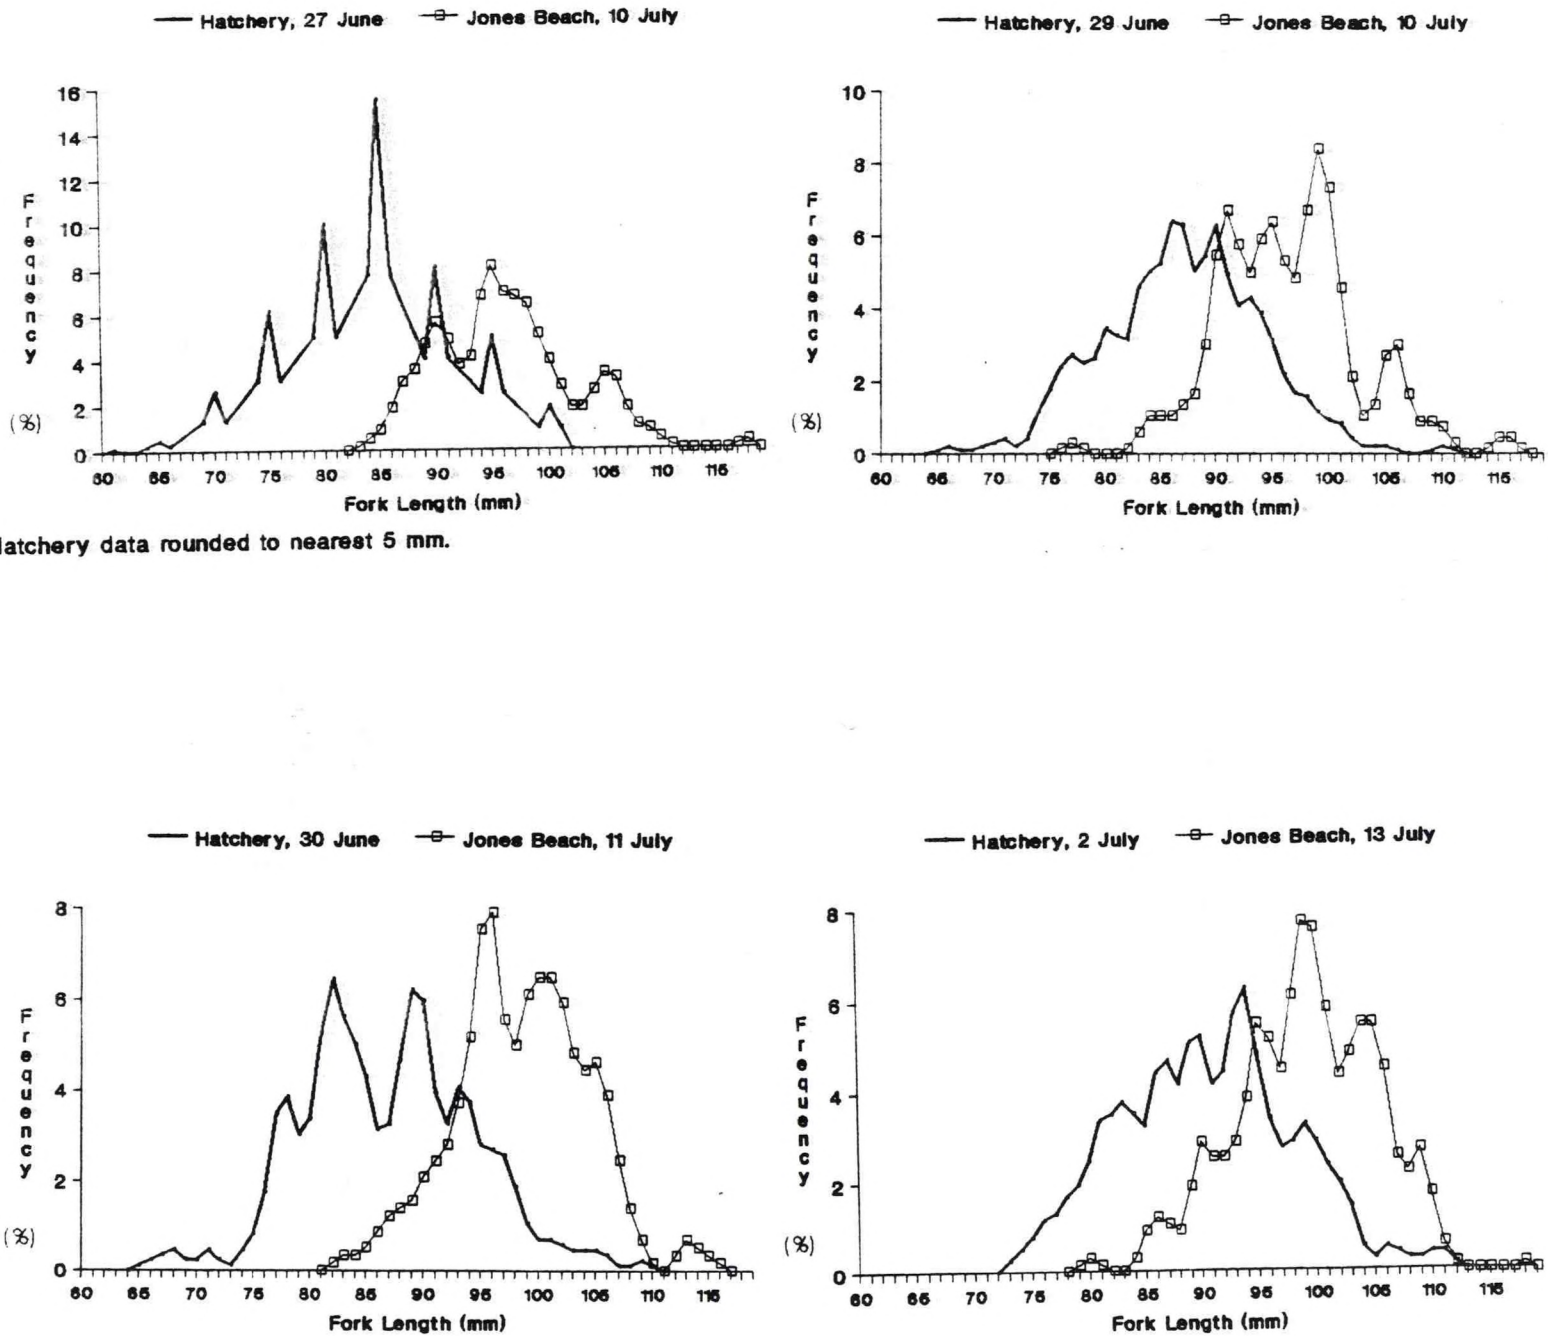 Hatchery, 27 June Jones Beach, 10 July
16
14
12
10
8
6
4
2
0
Frequency
(%)
60 65 70 75 80 85 90 95 100 105 110 115
Fork Length (mm)
Hatchery data rounded to nearest 5 mm.
Hatchery, 29 June Jones Beach, 10 July
10
8
6
4
2
0
Frequency
(%)
60 65 70 75 80 85 90 95 100 105 110 115
Fork Length (mm)
Hatchery, 30 June Jones Beach, 11 July
8
6
4
2
0
Frequency
(%)
60 65 70 75 80 85 90 95 100 105 110 115
Fork Length (mm)
Hatchery, 2 July Jones Beach, 13 July
8
6
4
2
0
Frequency
(%)
60 65 70 75 80 85 90 95 100 105 110 115
Fork Length (mm)